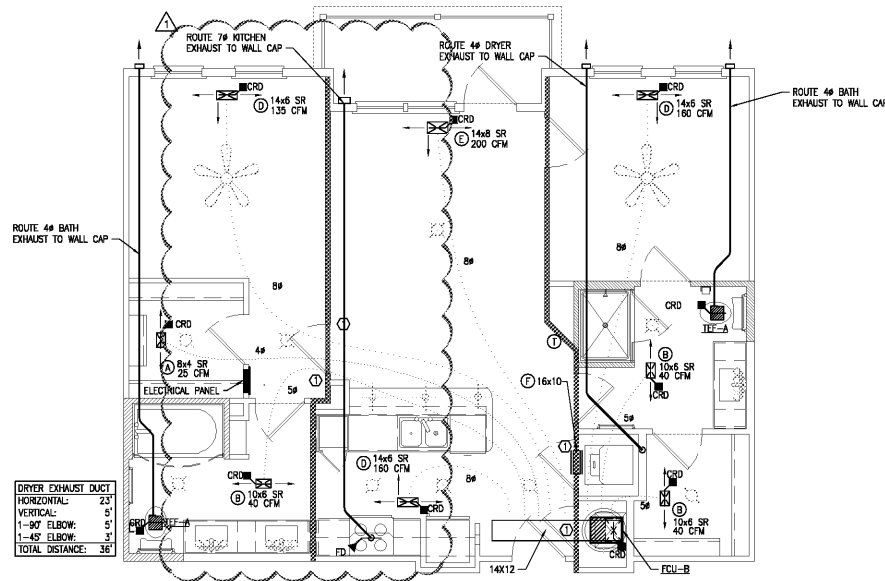 1
ROUTE 7ø KITCHEN
EXHAUST TO WALL CAP
ROUTE 4ø DRYER
EXHAUST TO WALL CAP
ROUTE 4ø BATH
EXHAUST TO WALL CAP
CRD
D 14x6 SR
135 CFM
CRD
E 14x8 SR
200 CFM
CRD
D 14x6 SR
160 CFM
ROUTE 4ø BATH
EXHAUST TO WALL CAP
8ø
8ø
8ø
CRD
TEF-A
CRD
A 8x4 SR
25 CFM
4ø
1
T
ELECTRICAL PANEL
1
5ø
F 16x10
B
10x6 SR
40 CFM
CRD
5ø
1
D 14x6 SR
160 CFM
8ø
CRD
B 10x6 SR
40 CFM
CRD
CRD
B
10x6 SR
40 CFM
DRYER EXHAUST DUCT
HORIZONTAL: 23'
VERTICAL: 5'
1-90° ELBOW: 5'
1-45° ELBOW: 3'
TOTAL DISTANCE: 36'
CRD
TEF-A
FD
1
CRD
14X12
FCU-B